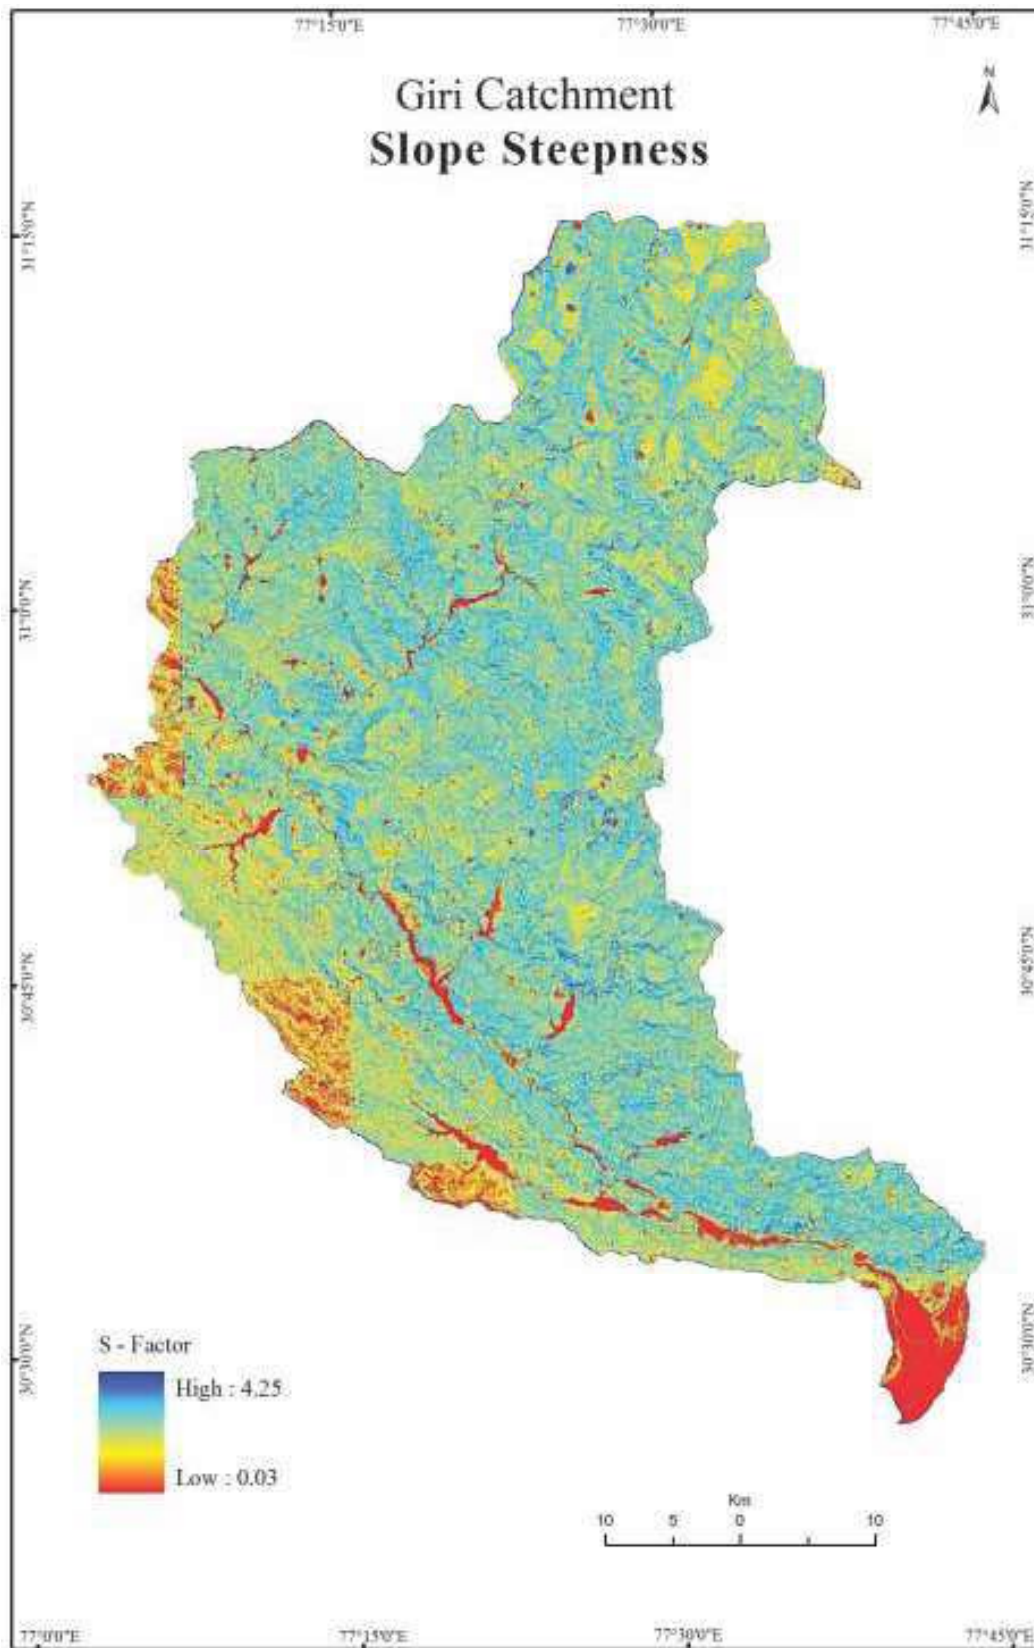 77°15'0"E 77°30'0"E 77°45'0"E
N
Giri Catchment
Slope Steepness
31°15'0"N 31°15'0"N
31°0'0"N 31°0'0"N
30°45'0"N 30°45'0"N
30°30'0"N 30°30'0"N
S - Factor
High : 4.25
Low : 0.03
Km
10 5 0 10
77°0'0"E 77°15'0"E 77°30'0"E 77°45'0"E